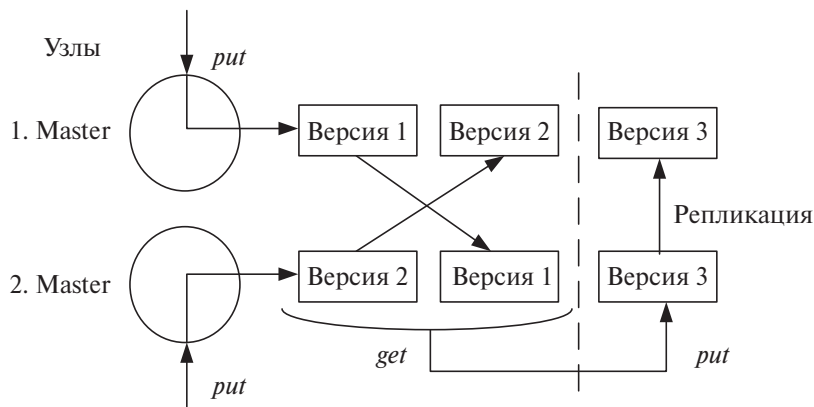 Узлы
put
1. Master
Версия 1
Версия 2
Версия 3
Репликация
2. Master
Версия 2
Версия 1
Версия 3
get
put
put